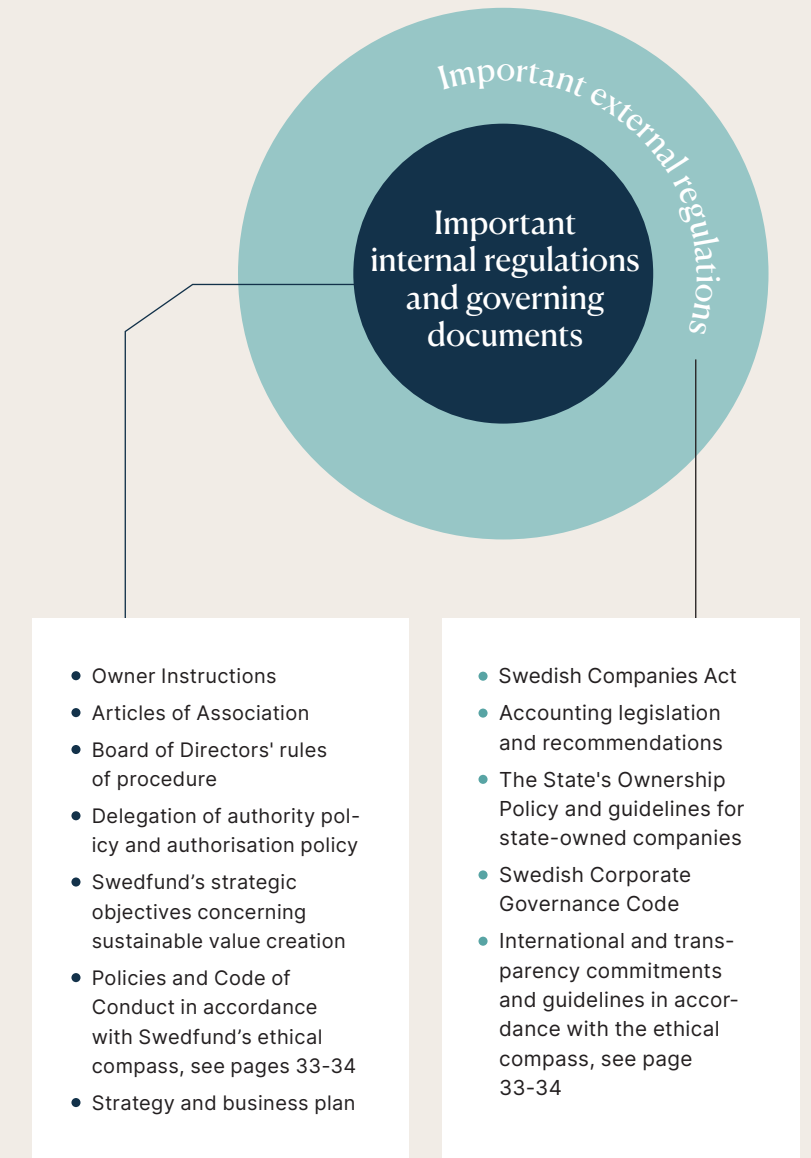 Important external regulations
Important
internal regulations
and governing
documents
• Owner Instructions
• Articles of Association
• Board of Directors' rules
of procedure
• Delegation of authority pol-
icy and authorisation policy
• Swedfund’s strategic
objectives concerning
sustainable value creation
• Policies and Code of
Conduct in accordance
with Swedfund’s ethical
compass, see pages 33-34
• Strategy and business plan
• Swedish Companies Act
• Accounting legislation
and recommendations
• The State's Ownership
Policy and guidelines for
state-owned companies
• Swedish Corporate
Governance Code
• International and trans-
parency commitments
and guidelines in accor-
dance with the ethical
compass, see page
33-34